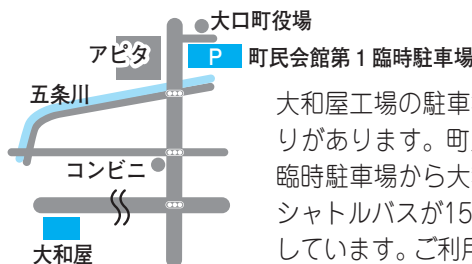 大口町役場
アピタ
P 町民会館第1臨時駐車場
五条川
コンビニ
大和屋
大和屋工場の駐車
りがあります。町
臨時駐車場から大
シャトルバスが15
しています。ご利用